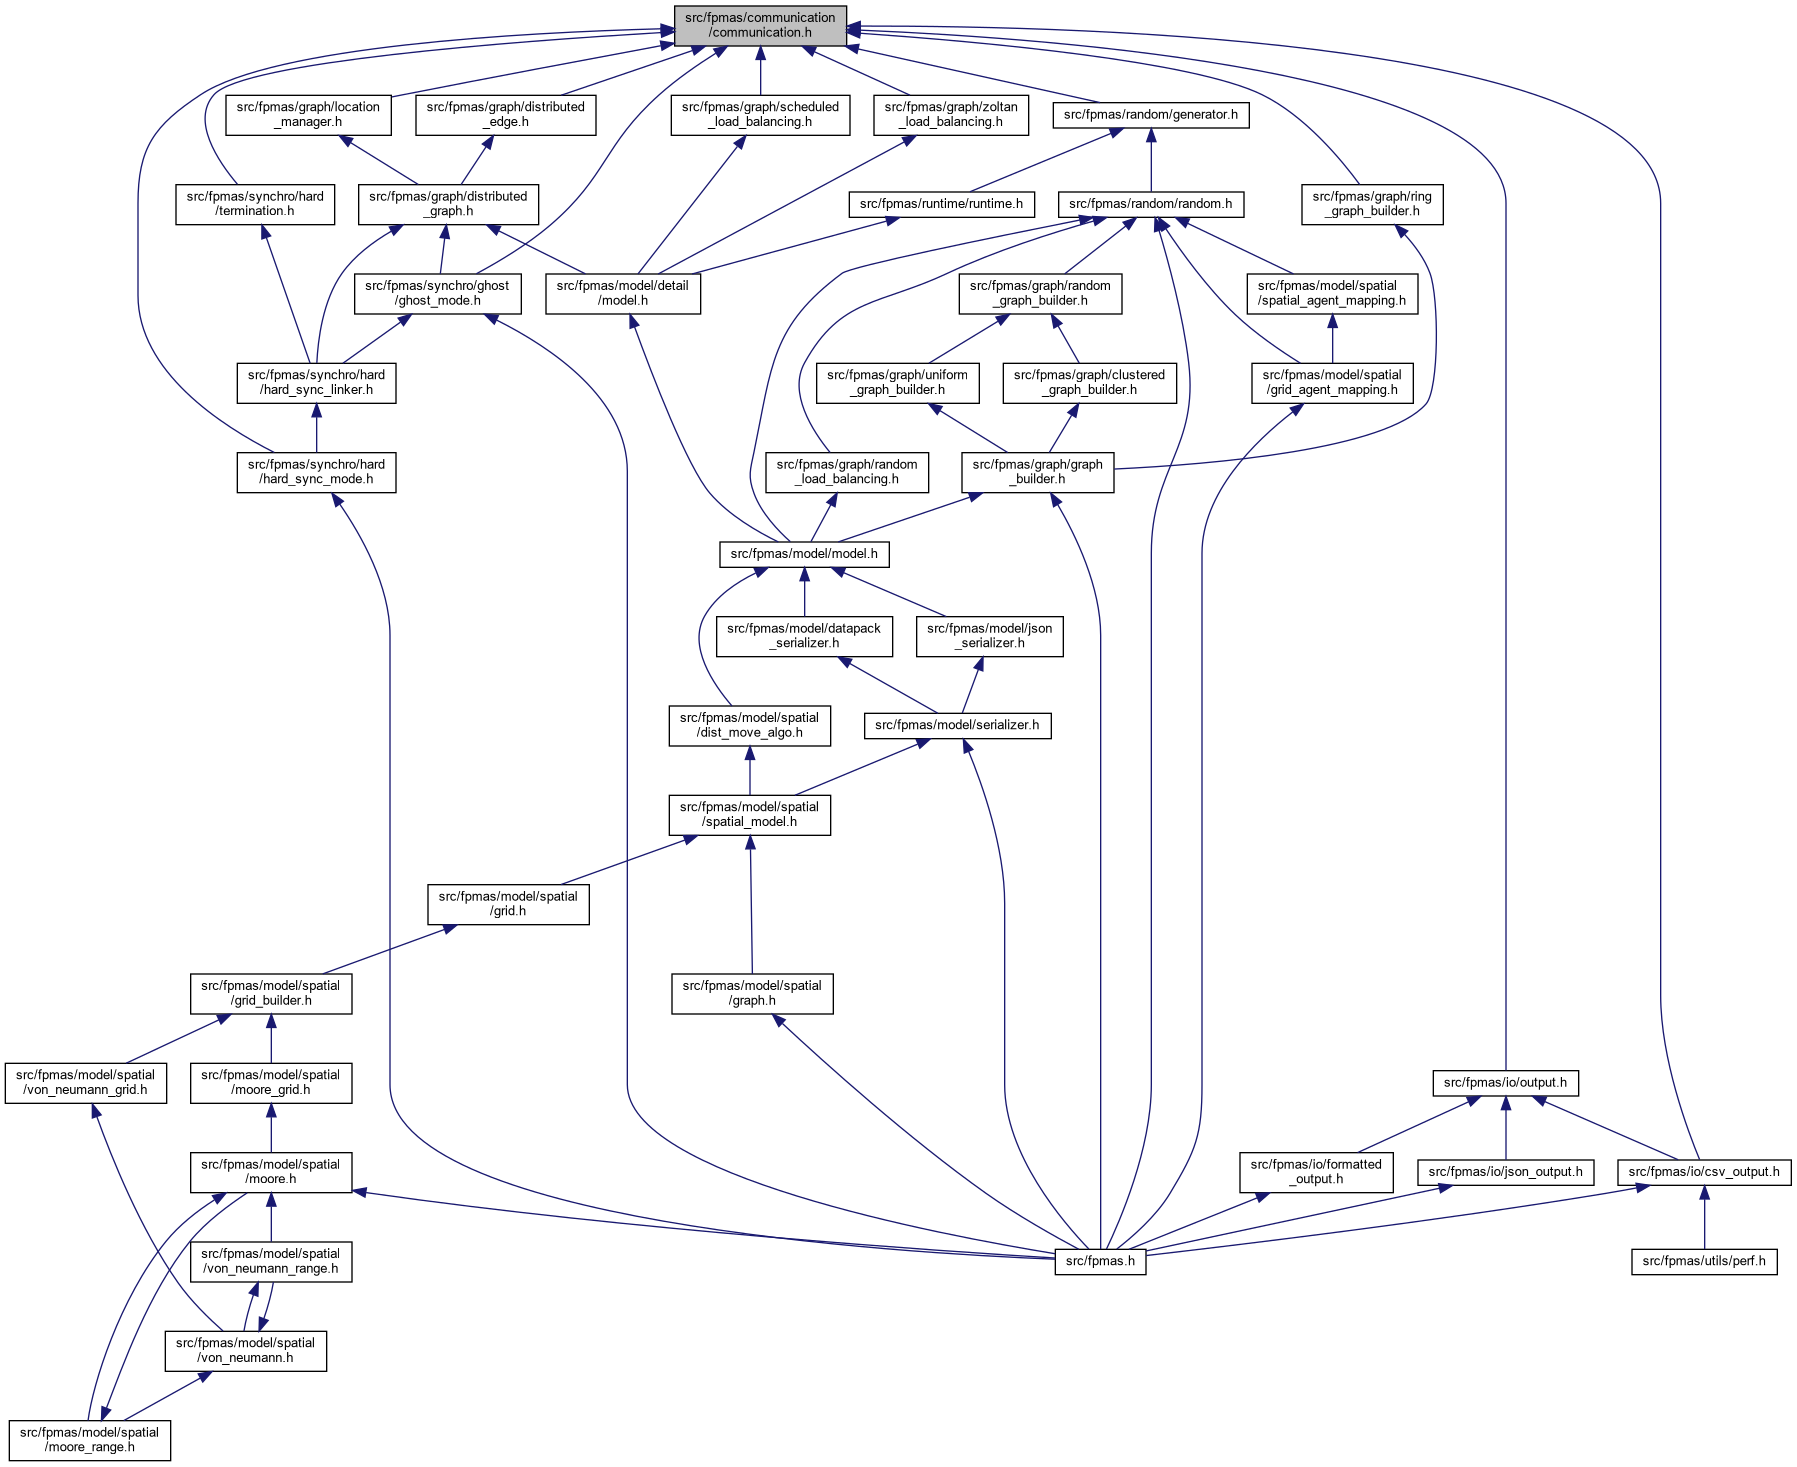 src/fpmas/communication
/communication.h
src/fpmas/graph/location
_manager.h
src/fpmas/graph/distributed
_edge.h
src/fpmas/graph/scheduled
_load_balancing.h
src/fpmas/graph/zoltan
_load_balancing.h
src/fpmas/random/generator.h
src/fpmas/synchro/hard
/termination.h
src/fpmas/graph/distributed
_graph.h
src/fpmas/runtime/runtime.h
src/fpmas/random/random.h
src/fpmas/graph/ring
_graph_builder.h
src/fpmas/synchro/ghost
/ghost_mode.h
src/fpmas/model/detail
/model.h
src/fpmas/graph/random
_graph_builder.h
src/fpmas/model/spatial
/spatial_agent_mapping.h
src/fpmas/synchro/hard
/hard_sync_linker.h
src/fpmas/graph/uniform
_graph_builder.h
src/fpmas/graph/clustered
_graph_builder.h
src/fpmas/model/spatial
/grid_agent_mapping.h
src/fpmas/synchro/hard
/hard_sync_mode.h
src/fpmas/graph/random
_load_balancing.h
src/fpmas/graph/graph
_builder.h
src/fpmas/model/model.h
src/fpmas/model/datapack
_serializer.h
src/fpmas/model/json
_serializer.h
src/fpmas/model/spatial
/dist_move_algo.h
src/fpmas/model/serializer.h
src/fpmas/model/spatial
/spatial_model.h
src/fpmas/model/spatial
/grid.h
src/fpmas/model/spatial
/grid_builder.h
src/fpmas/model/spatial
/graph.h
src/fpmas/model/spatial
/von_neumann_grid.h
src/fpmas/model/spatial
/moore_grid.h
src/fpmas/io/output.h
src/fpmas/model/spatial
/moore.h
src/fpmas/io/formatted
_output.h
src/fpmas/io/json_output.h
src/fpmas/io/csv_output.h
src/fpmas/model/spatial
/von_neumann_range.h
src/fpmas.h
src/fpmas/utils/perf.h
src/fpmas/model/spatial
/von_neumann.h
src/fpmas/model/spatial
/moore_range.h